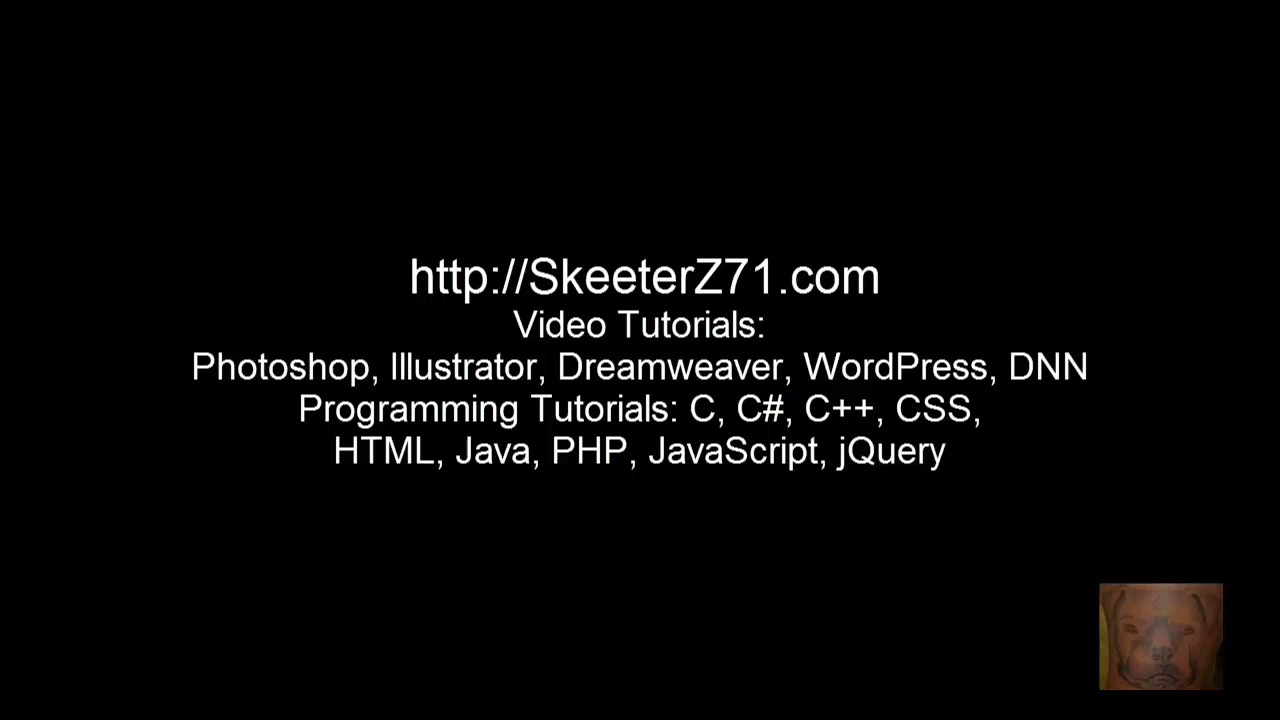 http://SkeeterZ71.com
Video Tutorials:
Photoshop, Illustrator, Dreamweaver, WordPress, DNN
Programming Tutorials: C, C#, C++, CSS,
HTML, Java, PHP, JavaScript, jQuery